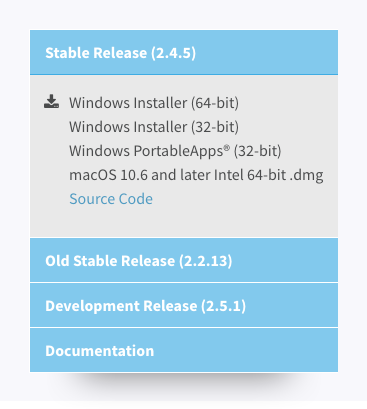 Stable Release (2.4.5)
Windows Installer (64-bit)
Windows Installer (32-bit)
Windows PortableApps® (32-bit)
macOS 10.6 and later Intel 64-bit .dmg
Source Code
Old Stable Release (2.2.13)
Development Release (2.5.1)
Documentation